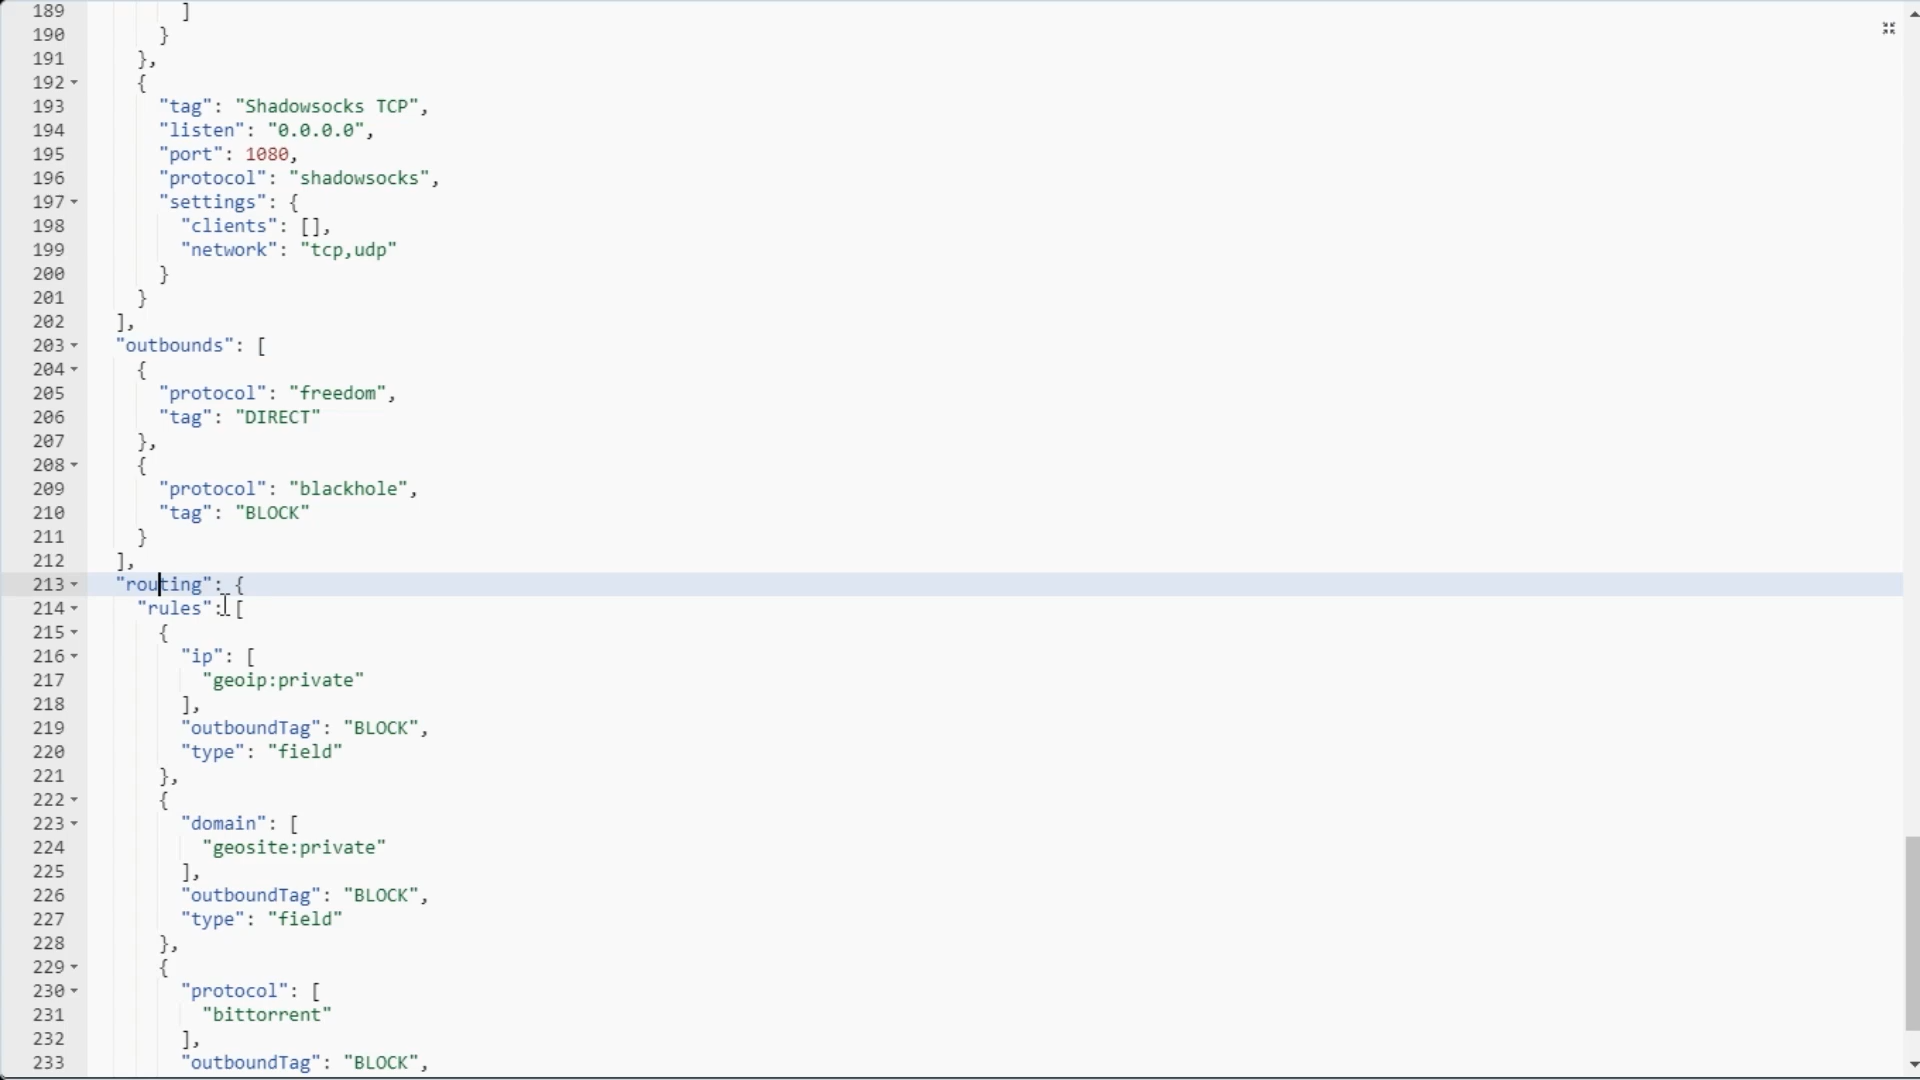 189         ]
190       }
191     },
192     {
193       "tag": "Shadowsocks TCP",
194       "listen": "0.0.0.0",
195       "port": 1080,
196       "protocol": "shadowsocks",
197       "settings": {
198         "clients": [],
199         "network": "tcp,udp"
200       }
201     }
202   ],
203   "outbounds": [
204     {
205       "protocol": "freedom",
206       "tag": "DIRECT"
207     },
208     {
209       "protocol": "blackhole",
210       "tag": "BLOCK"
211     }
212   ],
213   "routing": {
214     "rules": [
215       {
216         "ip": [
217           "geoip:private"
218         ],
219         "outboundTag": "BLOCK",
220         "type": "field"
221       },
222       {
223         "domain": [
224           "geosite:private"
225         ],
226         "outboundTag": "BLOCK",
227         "type": "field"
228       },
229       {
230         "protocol": [
231           "bittorrent"
232         ],
233         "outboundTag": "BLOCK",